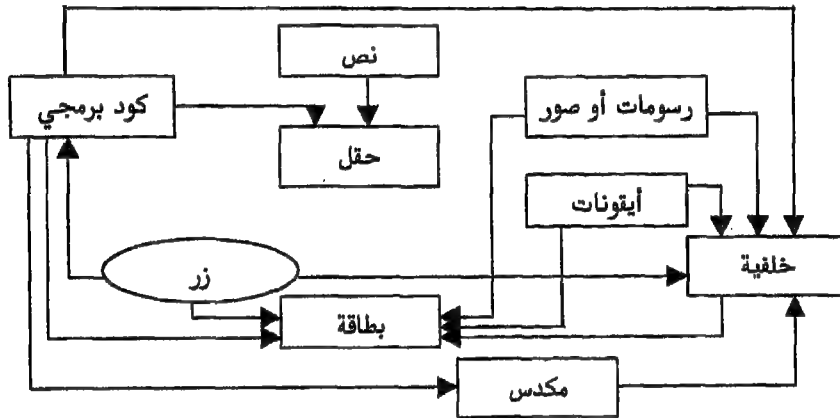 نص
كود برمجي
رسومات أو صور
حقل
أيقونات
خلفية
زر
بطاقة
مكدس